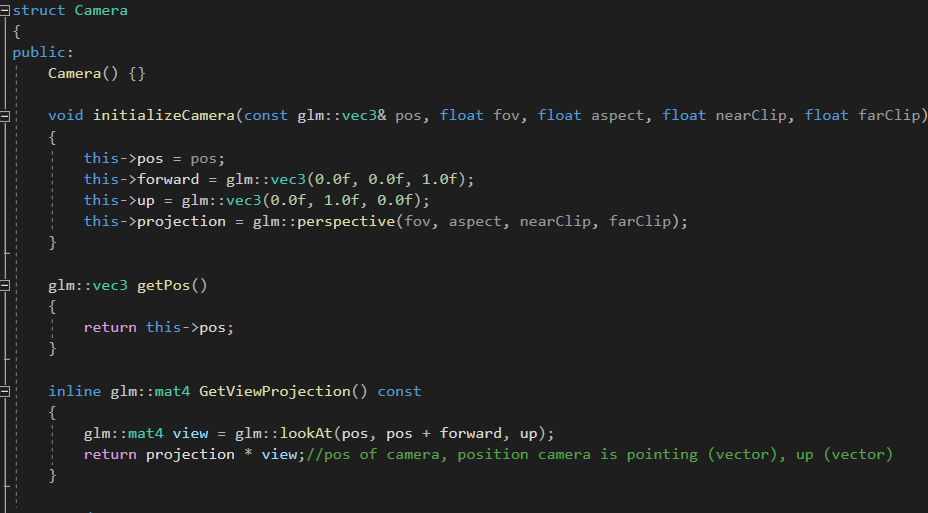 struct Camera
{
public:
    Camera() {}

    void initializeCamera(const glm::vec3& pos, float fov, float aspect, float nearClip, float farClip)
    {
        this->pos = pos;
        this->forward = glm::vec3(0.0f, 0.0f, 1.0f);
        this->up = glm::vec3(0.0f, 1.0f, 0.0f);
        this->projection = glm::perspective(fov, aspect, nearClip, farClip);
    }

    glm::vec3 getPos()
    {
        return this->pos;
    }

    inline glm::mat4 GetViewProjection() const
    {
        glm::mat4 view = glm::lookAt(pos, pos + forward, up);
        return projection * view;//pos of camera, position camera is pointing (vector), up (vector)
    }